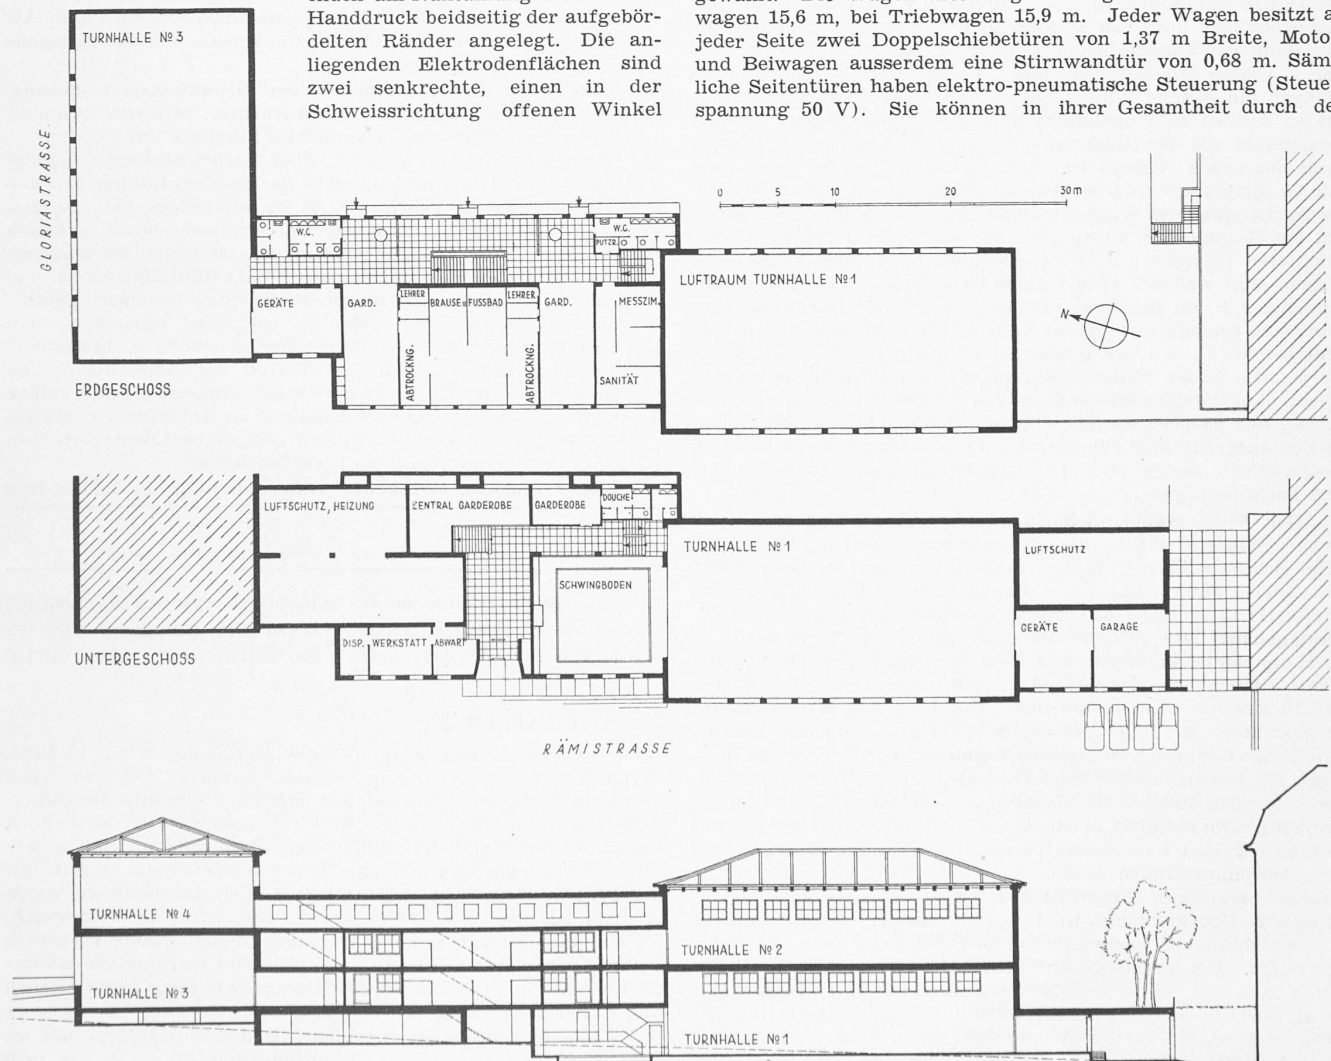 Handdruck beidseitig der aufgebör-
delten Ränder angelegt. Die an-
liegenden Elektrodenflächen sind
zwei senkrechte, einen in der
Schweissrichtung offenen Winkel
wagen 15,6 m, bei Triebwagen 15,9 m. Jeder Wagen besitzt a
jeder Seite zwei Doppelschiebetüren von 1,37 m Breite, Moto
und Beiwagen ausserdem eine Stirnwandtür von 0,68 m. Säm
liche Seitentüren haben elektro-pneumatische Steuerung (Steue
spannung 50 V). Sie können in ihrer Gesamtheit durch de
TURNHALLE No 3
GLORIASTRASSE
0 5 10 20 30 m
W.C.
W.C.
PUTZR.
GERÄTE
GARD.
LEHRER
BRAUSE u. FUSSBAD
LEHRER
GARD.
MESSZIM.
ABTROCKNG.
ABTROCKNG.
SANITÄT
LUFTRAUM TURNHALLE No 1
N
ERDGESCHOSS
LUFTSCHUTZ, HEIZUNG
ZENTRAL GARDEROBE
GARDEROBE
DOUCHE
TURNHALLE No 1
LUFTSCHUTZ
SCHWINGBODEN
GERÄTE
GARAGE
DISP.
WERKSTATT
ABWART
UNTERGESCHOSS
RÄMISTRASSE
TURNHALLE No 4
TURNHALLE No 2
TURNHALLE No 3
TURNHALLE No 1